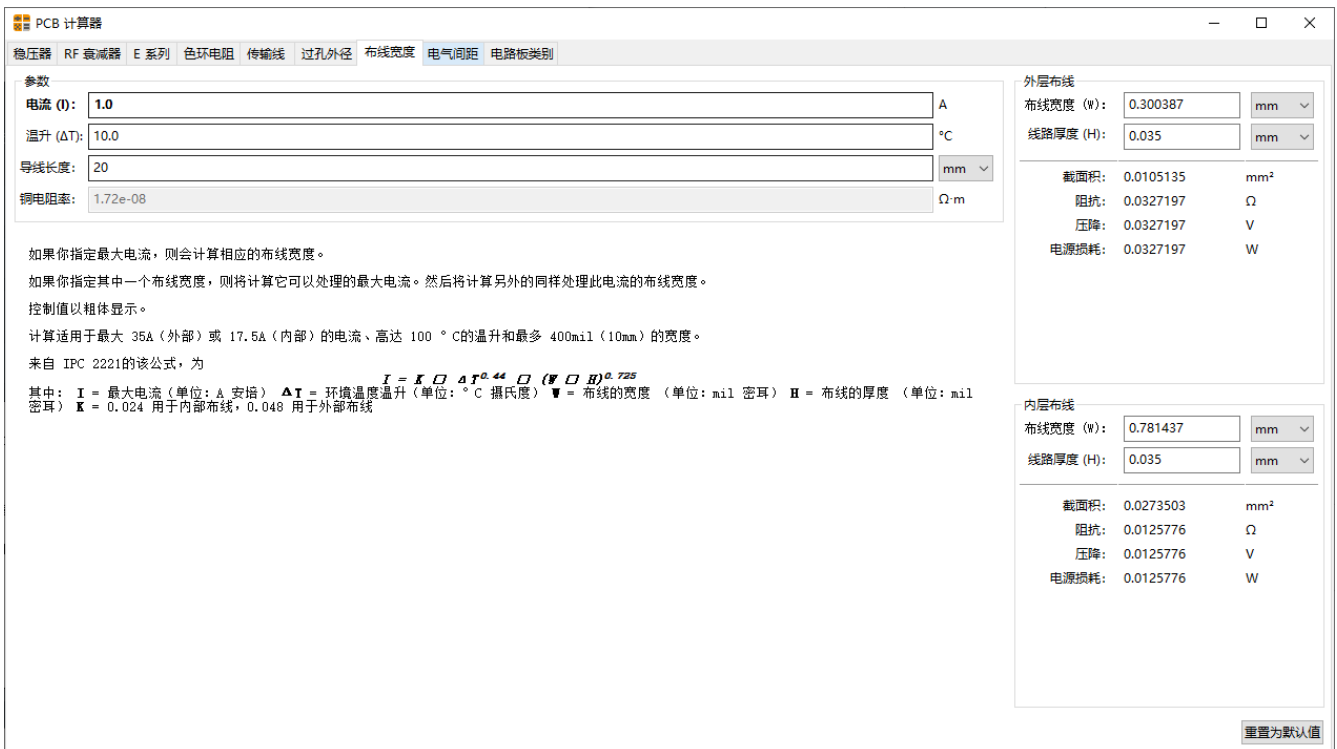 PCB 计算器
稳压器 RF 衰减器 E 系列 色环电阻 传输线 过孔外径 布线宽度 电气间距 电路板类别
参数
电流 (I): 1.0 A
温升 (ΔT): 10.0 °C
导线长度: 20 mm
铜电阻率: 1.72e-08 Ω·m
如果你指定最大电流，则会计算相应的布线宽度。
如果你指定其中一个布线宽度，则将计算它可以处理的最大电流。然后将计算另外的同样处理此电流的布线宽度。
控制值以粗体显示。
计算适用于最大 35A（外部）或 17.5A（内部）的电流、高达 100 °C的温升和最多 400mil（10mm）的宽度。
来自 IPC 2221的该公式，为
I = K □ ΔT^0.44 □ (W □ H)^0.725
其中: I = 最大电流（单位: A 安培） ΔT = 环境温度温升（单位: °C 摄氏度） W = 布线的宽度 （单位: mil 密耳） H = 布线的厚度 （单位: mil
密耳） K = 0.024 用于内部布线，0.048 用于外部布线
外层布线
布线宽度 (W): 0.300387 mm
线路厚度 (H): 0.035 mm
截面积: 0.0105135 mm²
阻抗: 0.0327197 Ω
压降: 0.0327197 V
电源损耗: 0.0327197 W
内层布线
布线宽度 (W): 0.781437 mm
线路厚度 (H): 0.035 mm
截面积: 0.0273503 mm²
阻抗: 0.0125776 Ω
压降: 0.0125776 V
电源损耗: 0.0125776 W
重置为默认值